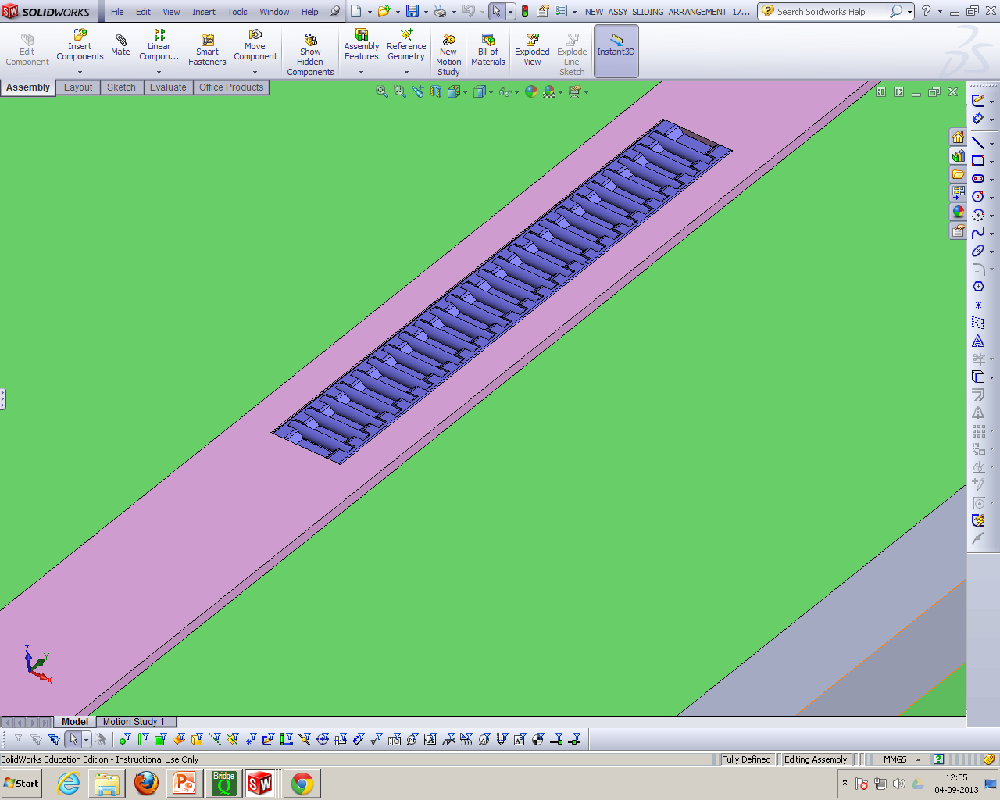 SW SOLIDWORKS File Edit View Insert Tools Window Help NEW_ASSY_SLIDING_ARRANGEMENT_17... ? Search SolidWorks Help ?
Edit Component
Insert Components
Mate
Linear Compon...
Smart Fasteners
Move Component
Show Hidden Components
Assembly Features
Reference Geometry
New Motion Study
Bill of Materials
Exploded View
Explode Line Sketch
Instant3D
Assembly Layout Sketch Evaluate Office Products
Z
Y
X
Model Motion Study 1
SolidWorks Education Edition - Instructional Use Only Fully Defined Editing Assembly MMGS ?
Start Bridge Q SW 12:05
04-09-2013